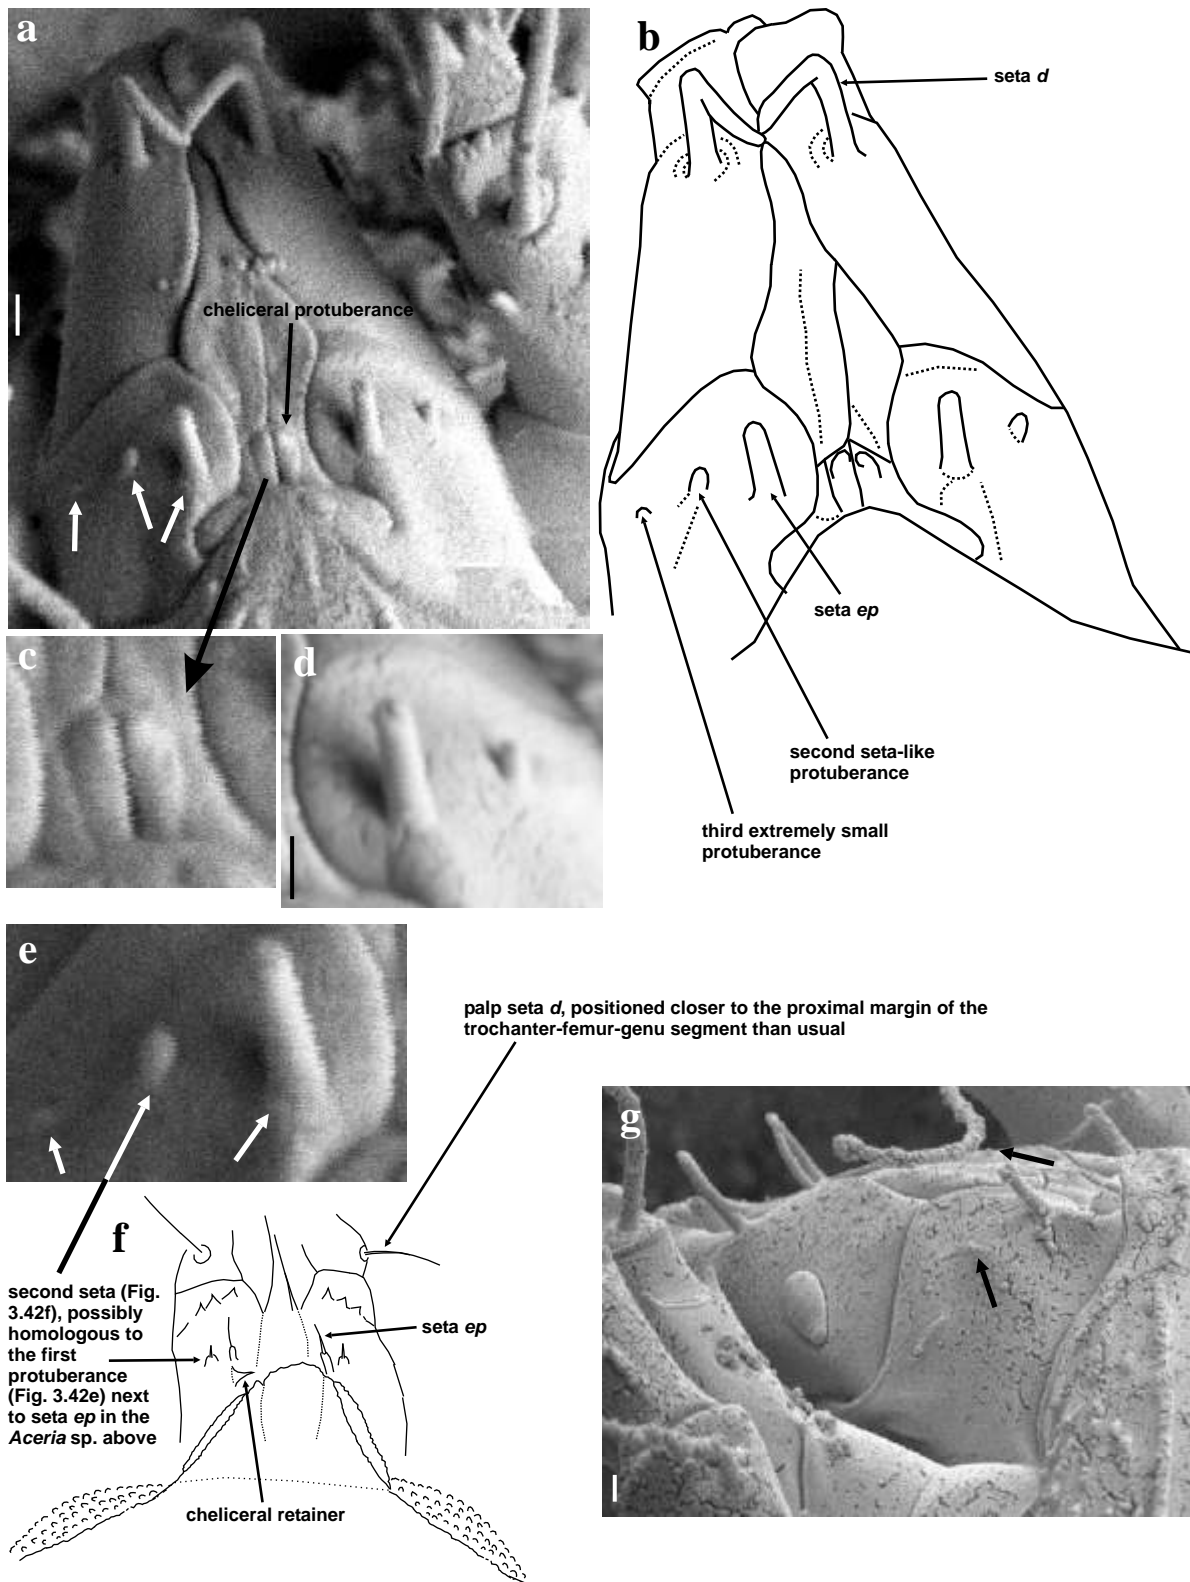 a
b
seta d
cheliceral protuberance
seta ep
c
d
second seta-like
protuberance
third extremely small
protuberance
e
palp seta d, positioned closer to the proximal margin of the
trochanter-femur-genu segment than usual
g
f
second seta (Fig.
3.42f), possibly
homologous to
the first
protuberance
(Fig. 3.42e) next
to seta ep in the
Aceria sp. above
seta ep
cheliceral retainer